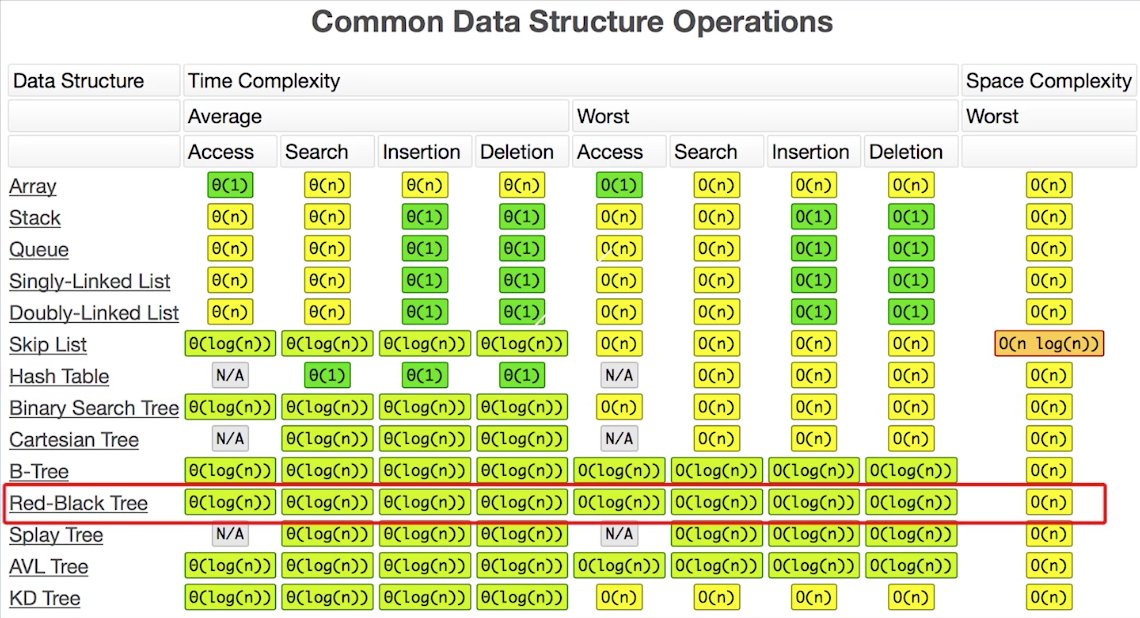 Common Data Structure Operations
Data Structure Time Complexity Space Complexity
Average Worst Worst
Access Search Insertion Deletion Access Search Insertion Deletion
Array θ(1) θ(n) θ(n) θ(n) O(1) O(n) O(n) O(n) O(n)
Stack θ(n) θ(n) θ(1) θ(1) O(n) O(n) O(1) O(1) O(n)
Queue θ(n) θ(n) θ(1) θ(1) O(n) O(n) O(1) O(1) O(n)
Singly-Linked List θ(n) θ(n) θ(1) θ(1) O(n) O(n) O(1) O(1) O(n)
Doubly-Linked List θ(n) θ(n) θ(1) θ(1) O(n) O(n) O(1) O(1) O(n)
Skip List θ(log(n)) θ(log(n)) θ(log(n)) θ(log(n)) O(n) O(n) O(n) O(n) O(n log(n))
Hash Table N/A θ(1) θ(1) θ(1) N/A O(n) O(n) O(n) O(n)
Binary Search Tree θ(log(n)) θ(log(n)) θ(log(n)) θ(log(n)) O(n) O(n) O(n) O(n) O(n)
Cartesian Tree N/A θ(log(n)) θ(log(n)) θ(log(n)) N/A O(n) O(n) O(n) O(n)
B-Tree θ(log(n)) θ(log(n)) θ(log(n)) θ(log(n)) O(log(n)) O(log(n)) O(log(n)) O(log(n)) O(n)
Red-Black Tree θ(log(n)) θ(log(n)) θ(log(n)) θ(log(n)) O(log(n)) O(log(n)) O(log(n)) O(log(n)) O(n)
Splay Tree N/A θ(log(n)) θ(log(n)) θ(log(n)) N/A O(log(n)) O(log(n)) O(log(n)) O(n)
AVL Tree θ(log(n)) θ(log(n)) θ(log(n)) θ(log(n)) O(log(n)) O(log(n)) O(log(n)) O(log(n)) O(n)
KD Tree θ(log(n)) θ(log(n)) θ(log(n)) θ(log(n)) O(n) O(n) O(n) O(n) O(n)